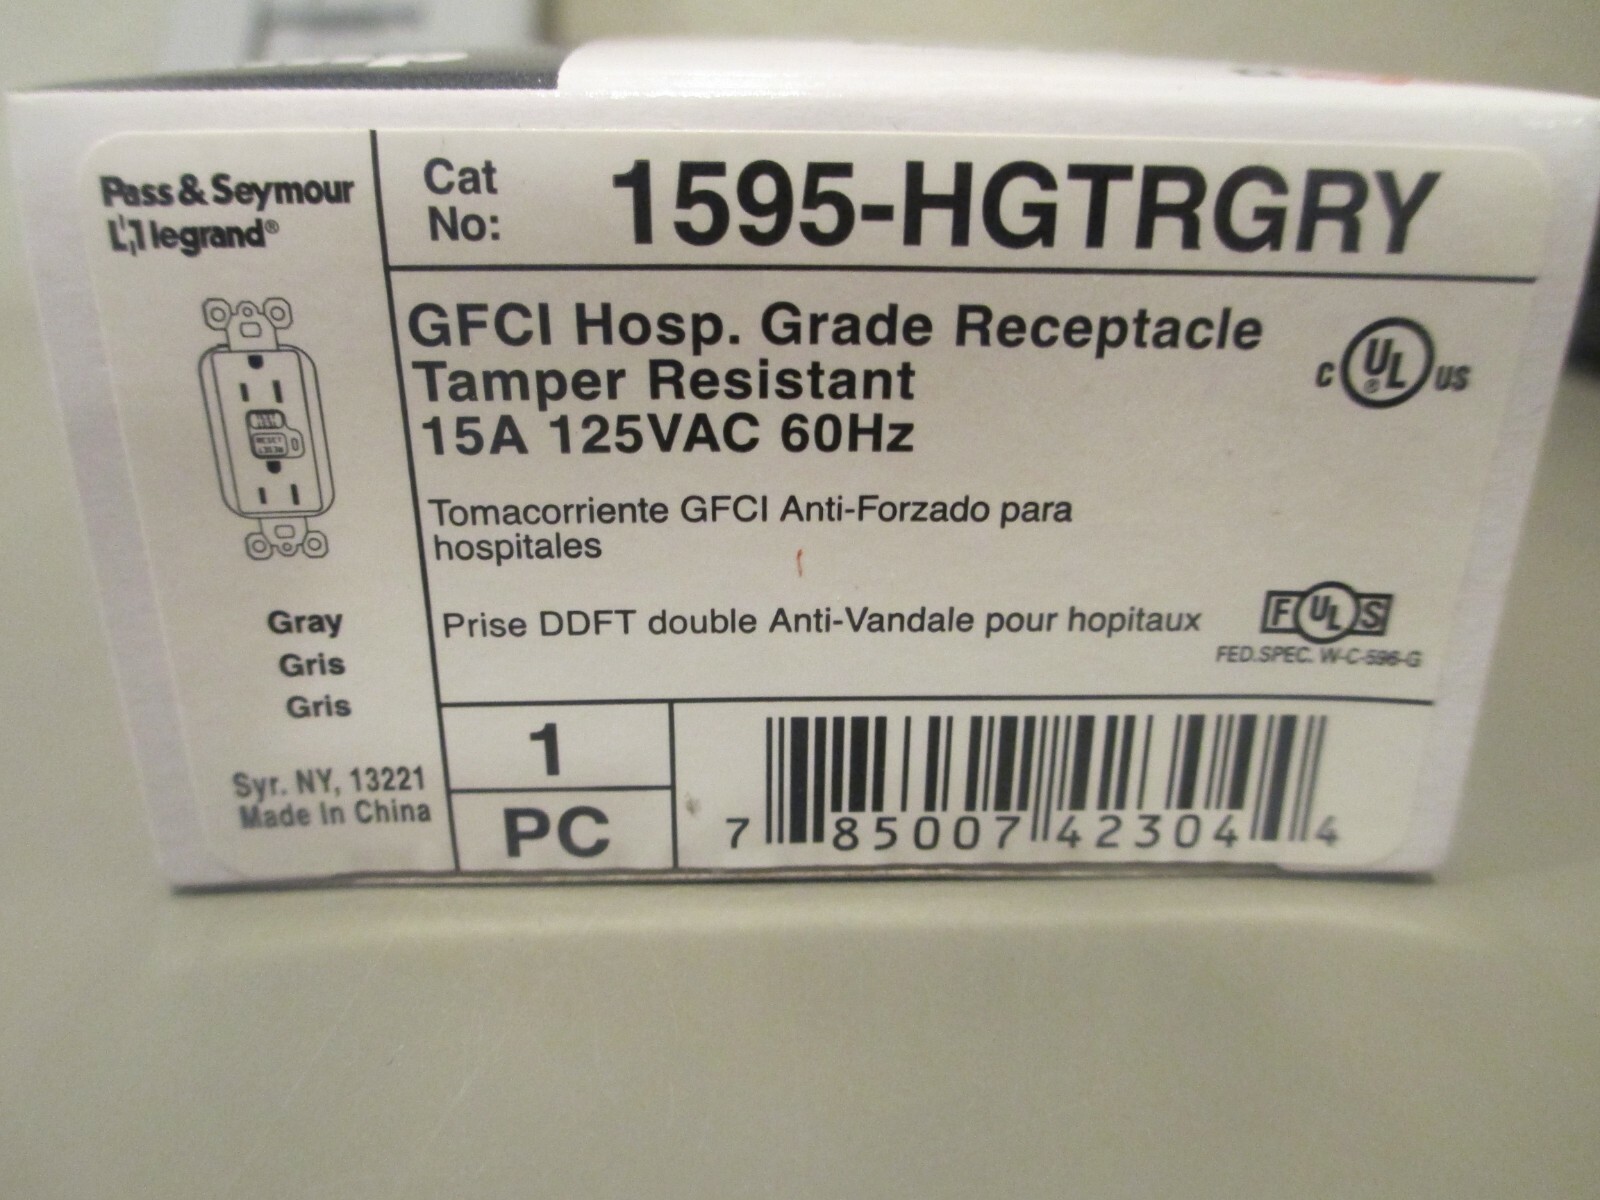 Pass & Seymour
legrand®
Cat
No:
1595-HGTRGRY
GFCI Hosp. Grade Receptacle
Tamper Resistant
15A 125VAC 60Hz
C UL® US
Tomacorriente GFCI Anti-Forzado para
hospitales
Prise DDFT double Anti-Vandale pour hopitaux
F UL S
FED.SPEC. W-C-596-G
RESET
Gray
Gris
Gris
Syr. NY, 13221
Made In China
1
PC
7 85007 42304 4